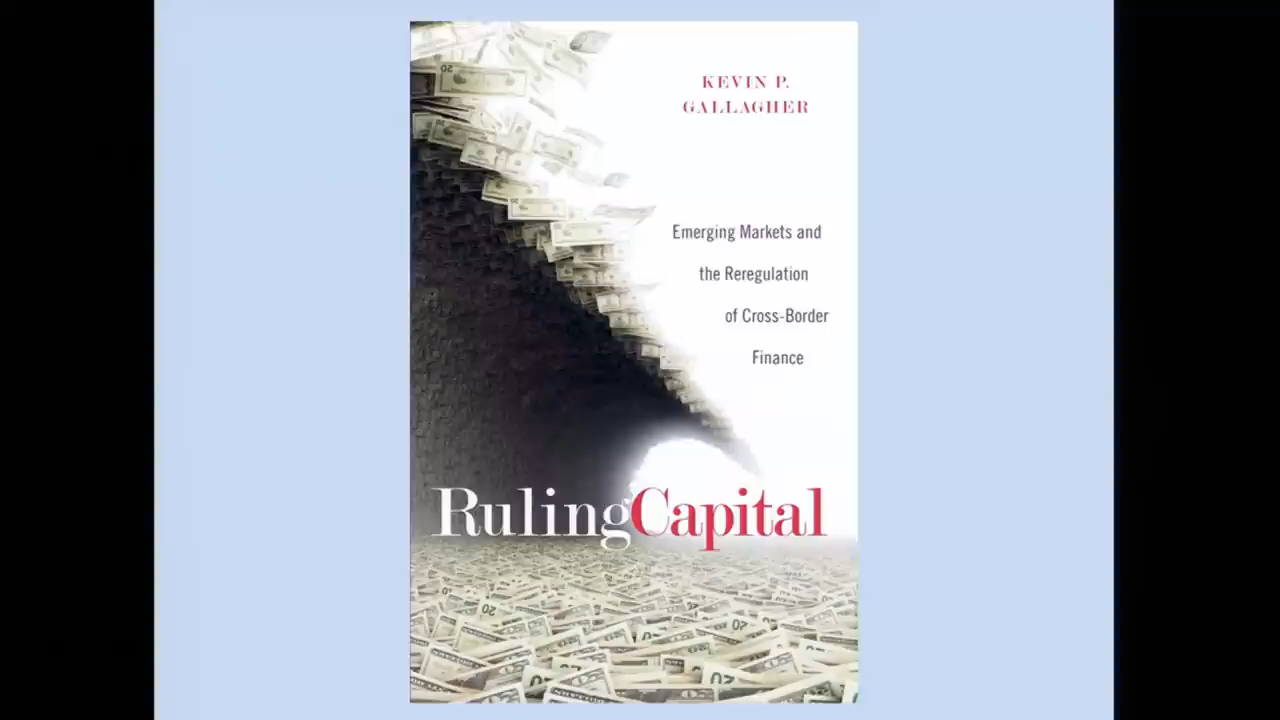 KEVIN P.
GALLAGHER
Emerging Markets and
the Reregulation
of Cross-Border
Finance
RulingCapital